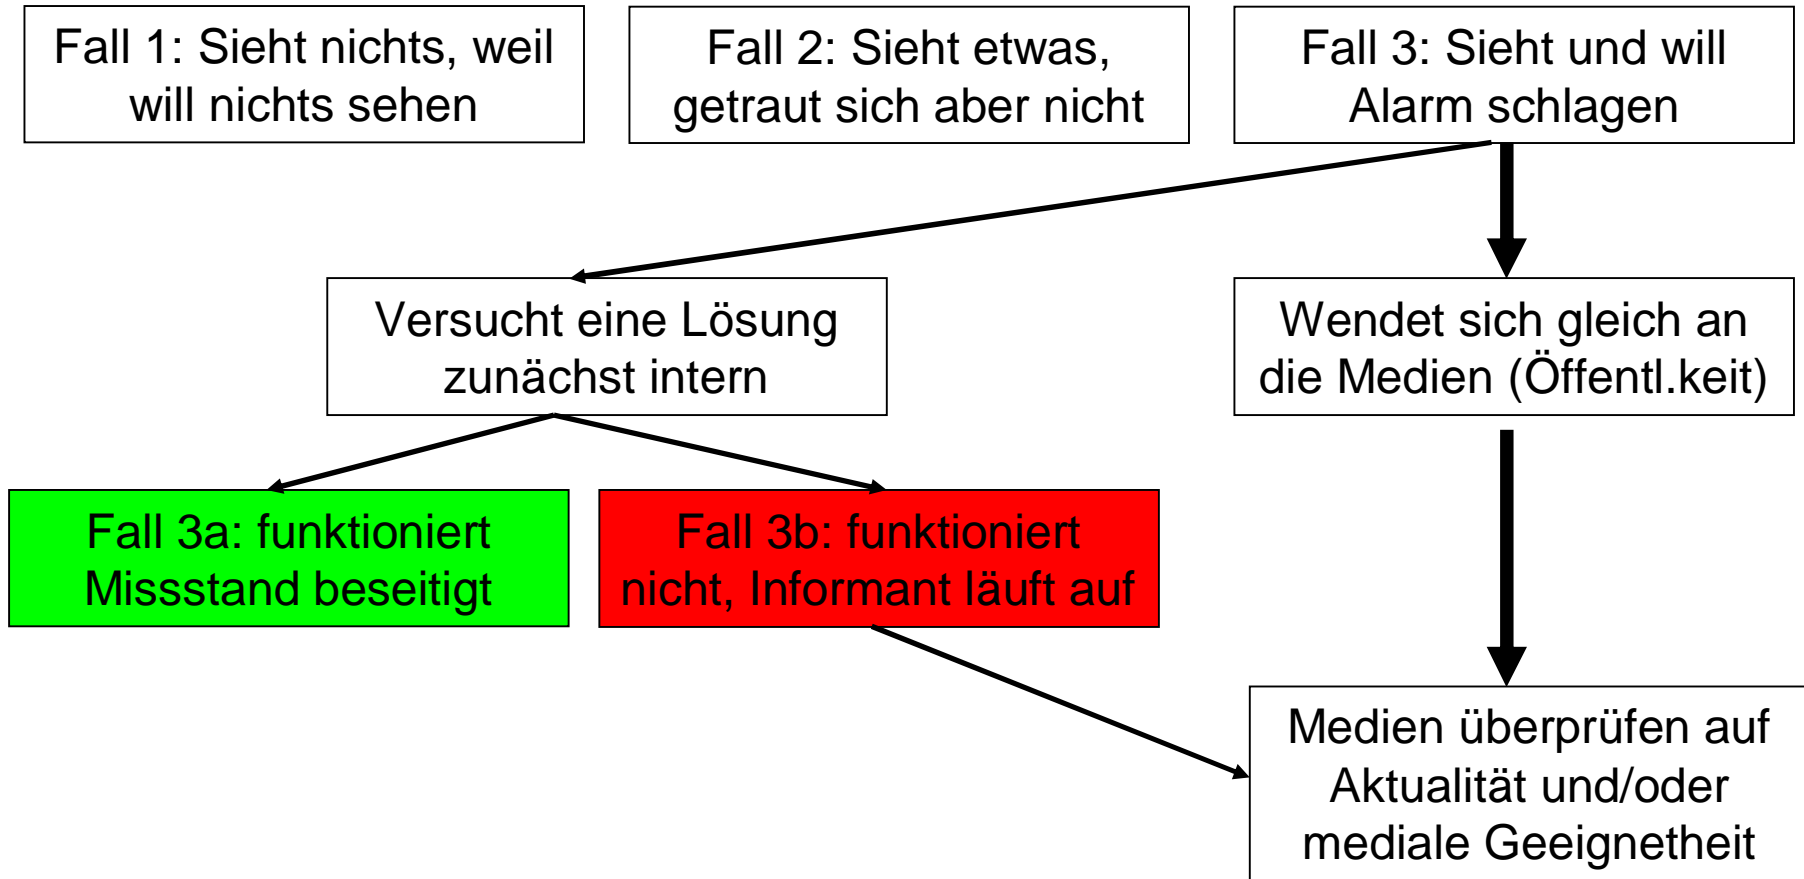 Fall 1: Sieht nichts, weil
will nichts sehen
Fall 2: Sieht etwas,
getraut sich aber nicht
Fall 3: Sieht und will
Alarm schlagen
Versucht eine Lösung
zunächst intern
Wendet sich gleich an
die Medien (Öffentl.keit)
Fall 3a: funktioniert
Missstand beseitigt
Fall 3b: funktioniert
nicht, Informant läuft auf
Medien überprüfen auf
Aktualität und/oder
mediale Geeignetheit